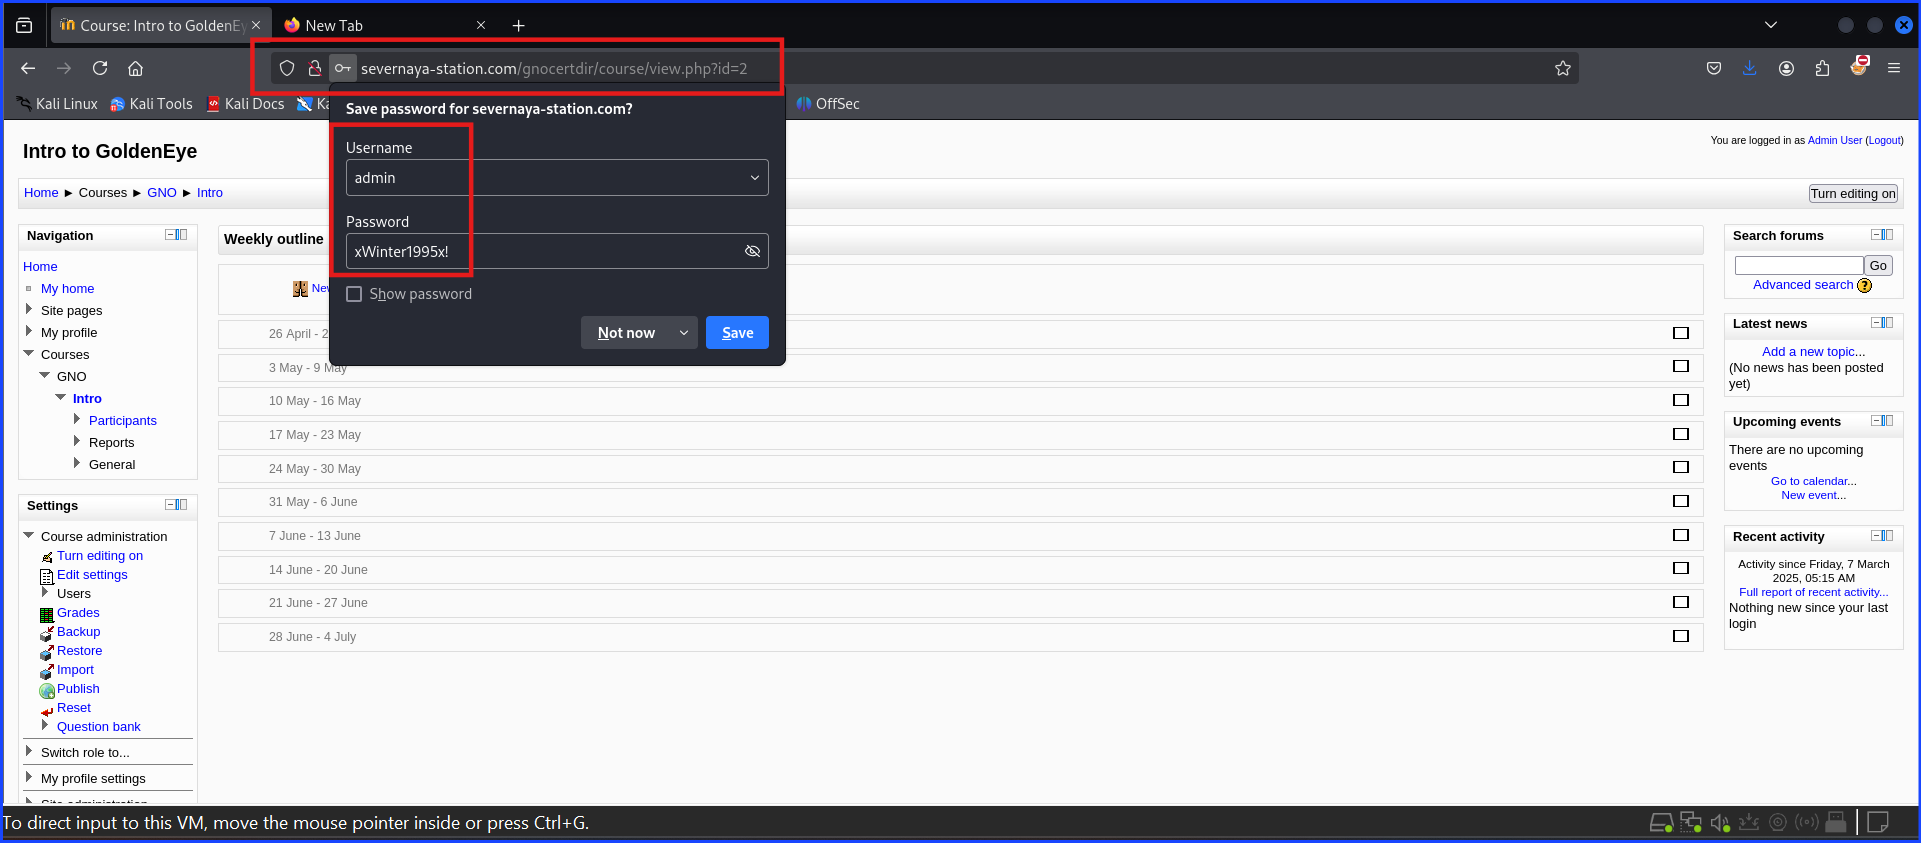 Course: Intro to GoldenEy
New Tab
severnaya-station.com/gnocertdir/course/view.php?id=2
Kali Linux
Kali Tools
Kali Docs
Ka
OffSec
Save password for severnaya-station.com?
Username
admin
Password
xWinter1995x!
Show password
Not now
Save
Intro to GoldenEye
You are logged in as Admin User (Logout)
Home ► Courses ► GNO ► Intro
Turn editing on
Navigation
Home
My home
Site pages
My profile
Courses
GNO
Intro
Participants
Reports
General
Settings
Course administration
Turn editing on
Edit settings
Users
Grades
Backup
Restore
Import
Publish
Reset
Question bank
Switch role to...
My profile settings
Site administration
Weekly outline
New
26 April - 2
3 May - 9 May
10 May - 16 May
17 May - 23 May
24 May - 30 May
31 May - 6 June
7 June - 13 June
14 June - 20 June
21 June - 27 June
28 June - 4 July
Search forums
Go
Advanced search ?
Latest news
Add a new topic...
(No news has been posted
yet)
Upcoming events
There are no upcoming
events
Go to calendar...
New event...
Recent activity
Activity since Friday, 7 March
2025, 05:15 AM
Full report of recent activity...
Nothing new since your last
login
To direct input to this VM, move the mouse pointer inside or press Ctrl+G.